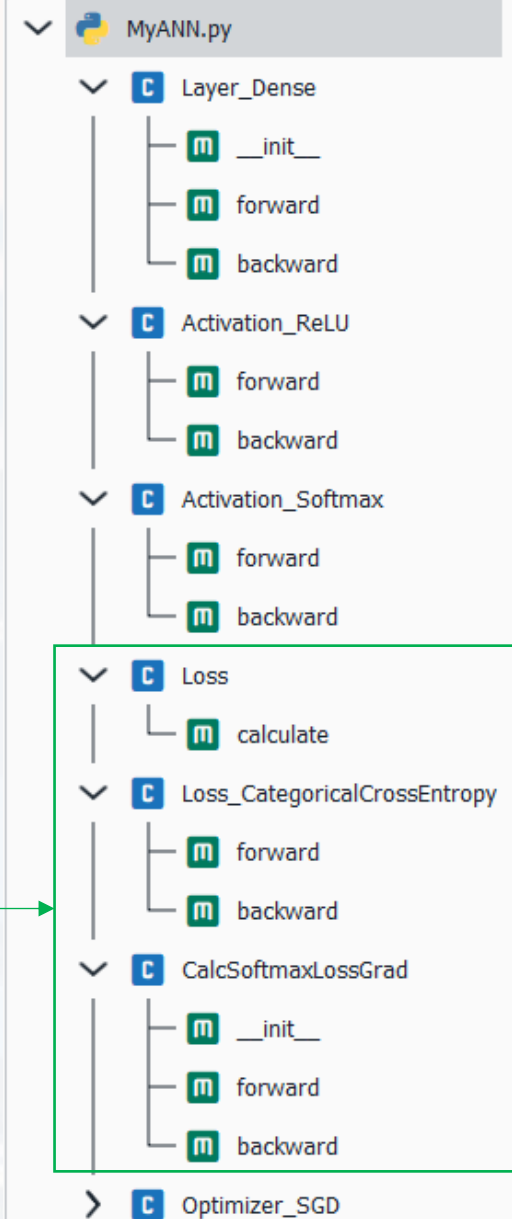 MyANN.py
C Layer_Dense
m __init__
m forward
m backward
C Activation_ReLU
m forward
m backward
C Activation_Softmax
m forward
m backward
C Loss
m calculate
C Loss_CategoricalCrossEntropy
m forward
m backward
C CalcSoftmaxLossGrad
m __init__
m forward
m backward
C Optimizer_SGD